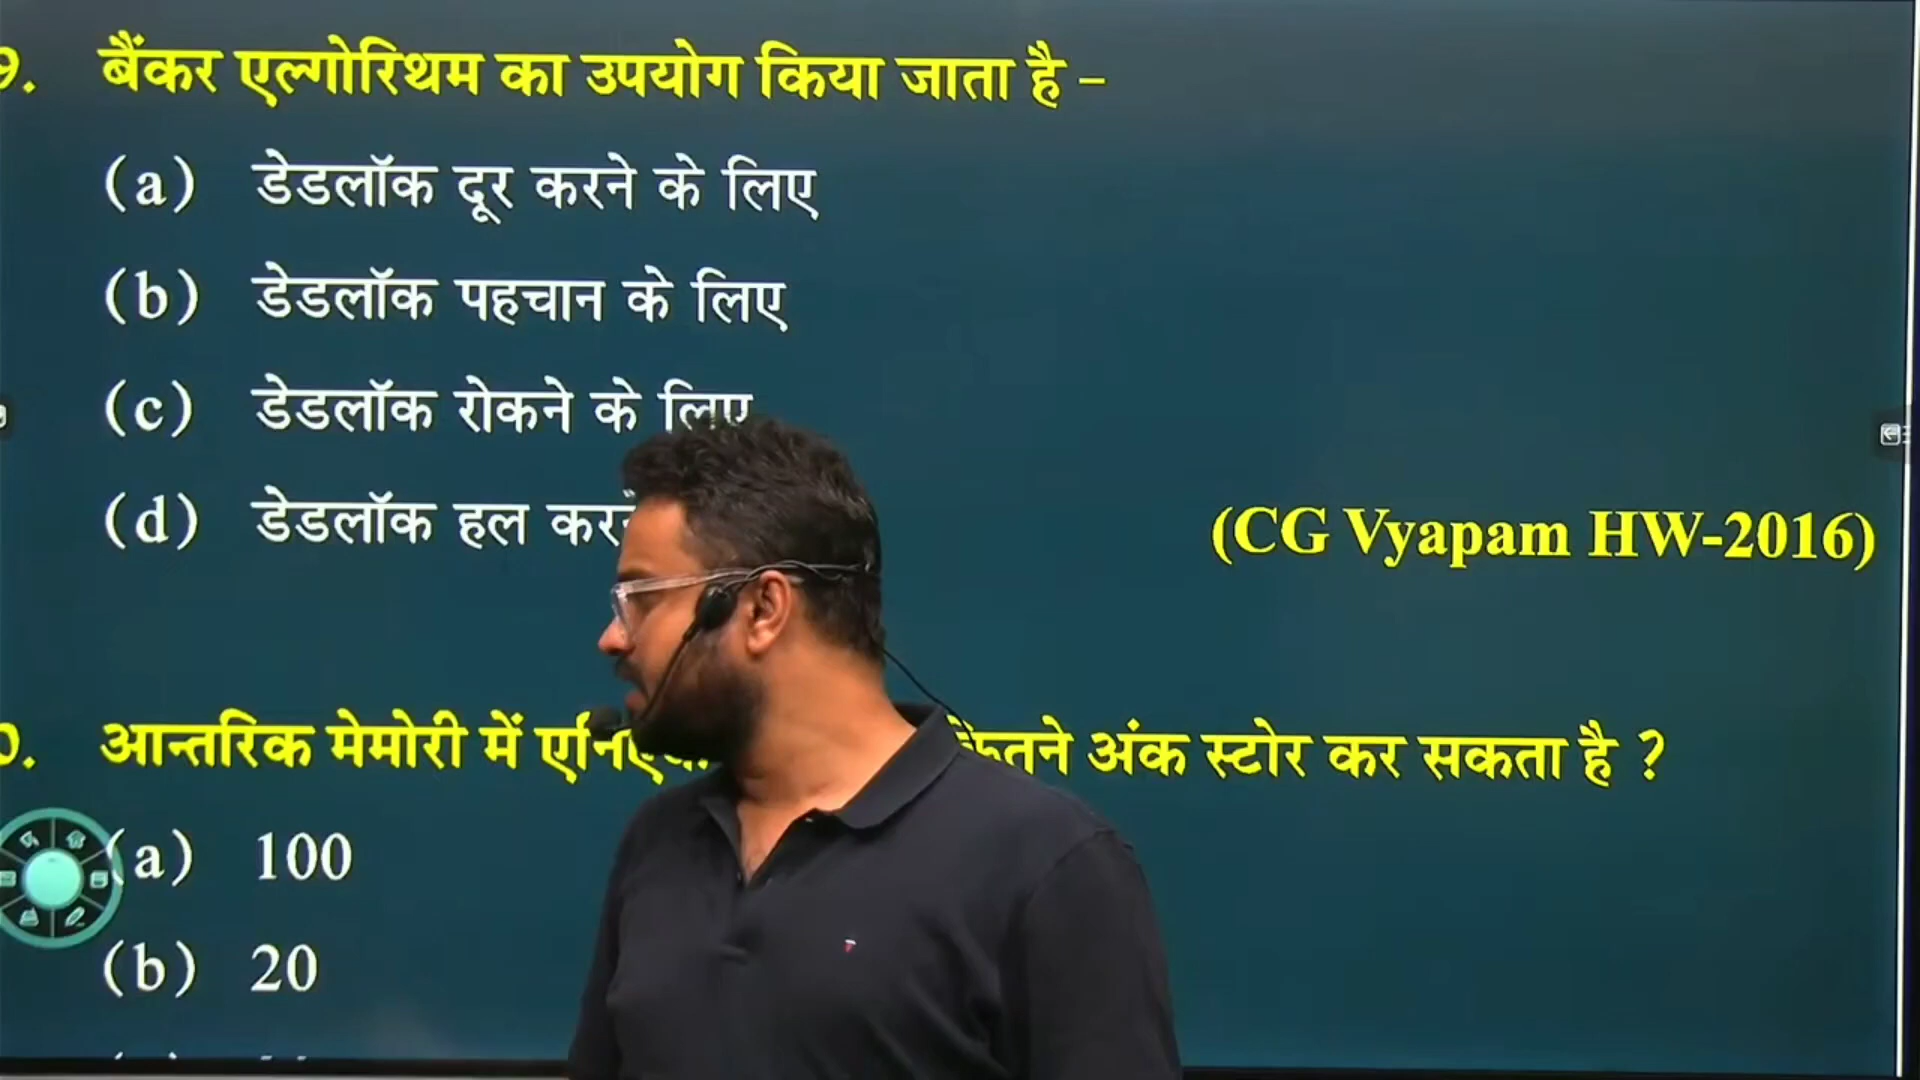 9. बैंकर एल्गोरिथम का उपयोग किया जाता है –
(a) डेडलॉक दूर करने के लिए
(b) डेडलॉक पहचान के लिए
(c) डेडलॉक रोकने के लिए
(d) डेडलॉक हल करने
(CG Vyapam HW-2016)
आन्तरिक मेमोरी में अंक स्टोर कर सकता है ?
(a) 100
(b) 20